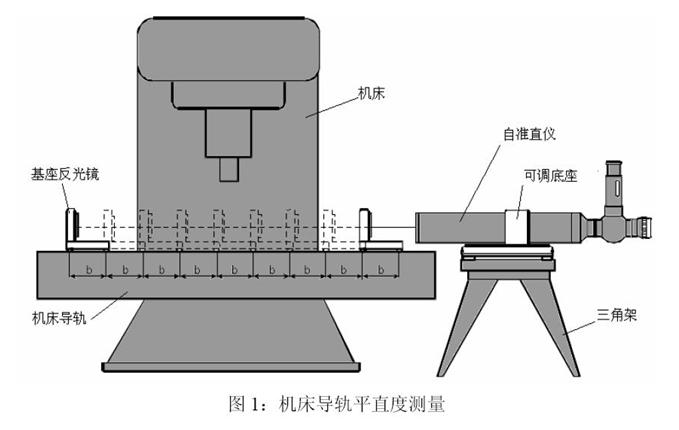 机床
自准直仪
基座反光镜
可调底座
b b b b b b b b b
机床导轨
三角架
图 1：机床导轨平直度测量